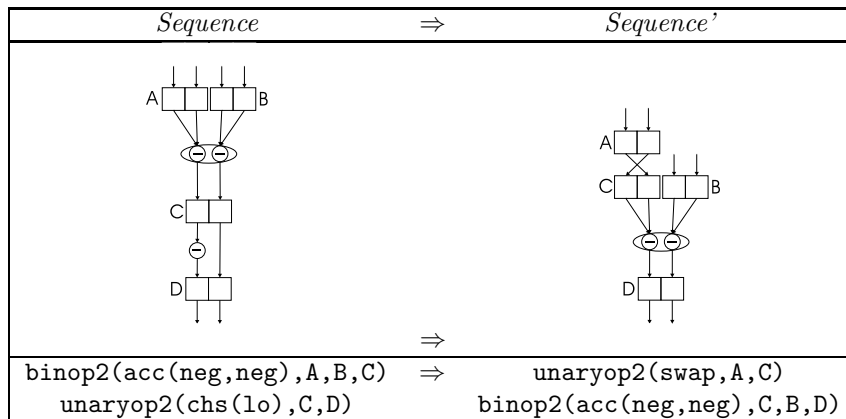 Sequence ⇒ Sequence’
A B
A
C B
C
D D
⇒
binop2(acc(neg,neg),A,B,C) ⇒ unaryop2(swap,A,C)
unaryop2(chs(lo),C,D) binop2(acc(neg,neg),C,B,D)